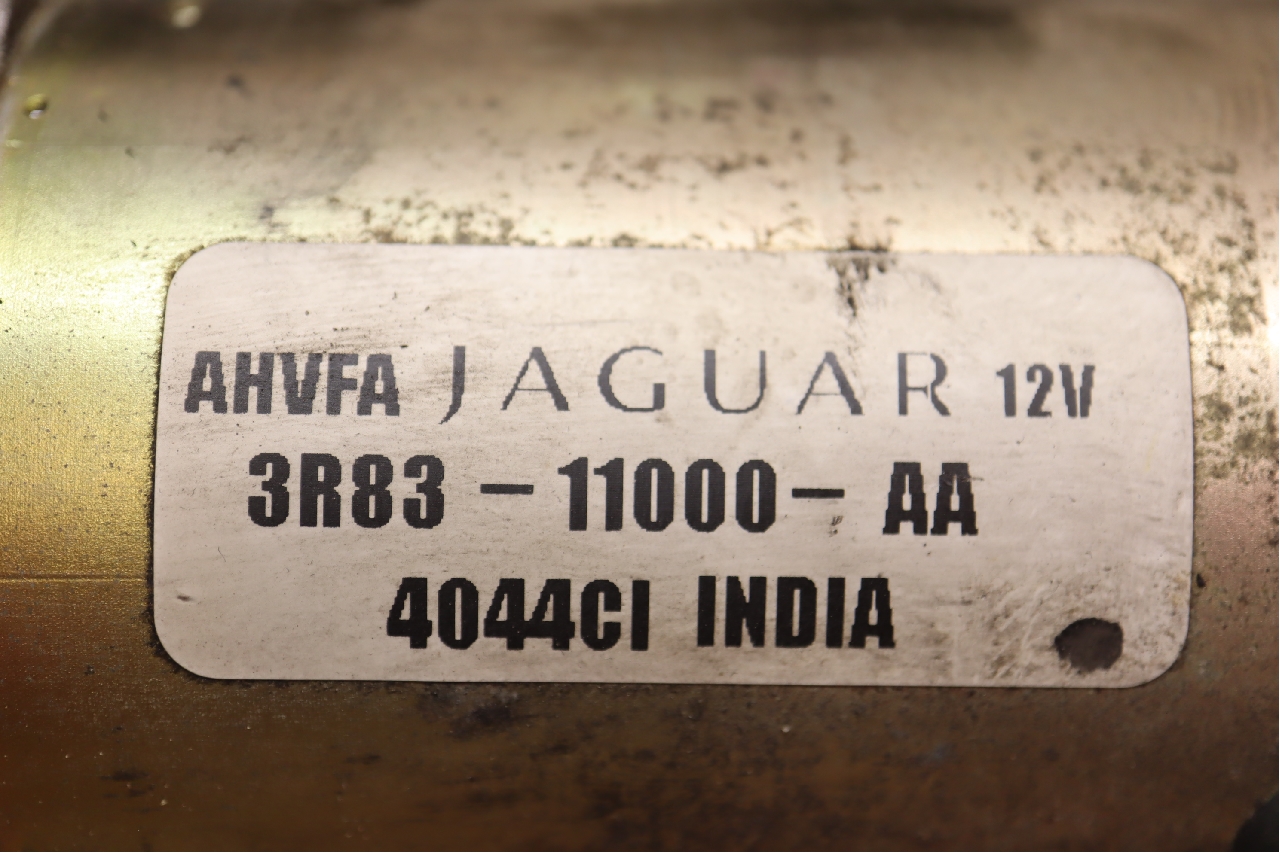 AHVFA JAGUAR 12V
3R83 - 11000 - AA
4044CI INDIA